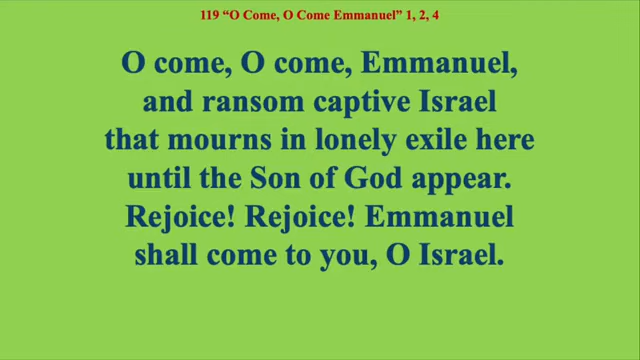 119 “O Come, O Come Emmanuel” 1, 2, 4
O come, O come, Emmanuel,
and ransom captive Israel
that mourns in lonely exile here
until the Son of God appear.
Rejoice! Rejoice! Emmanuel
shall come to you, O Israel.